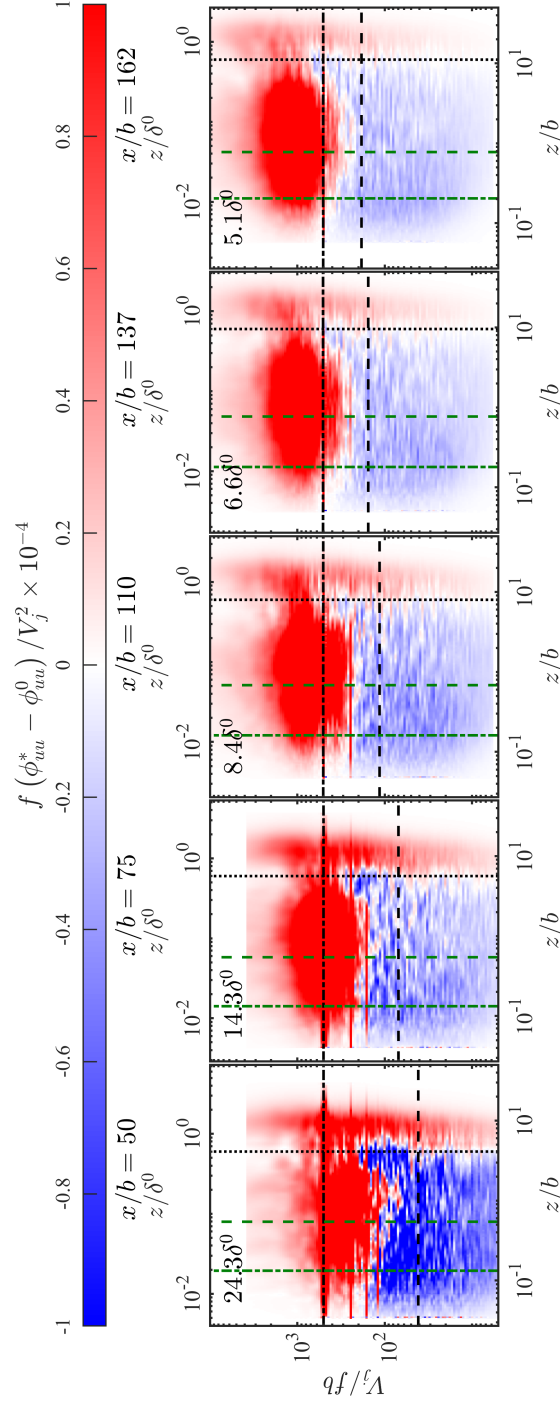 f (ϕ*uu − ϕ⁰uu) /V²j × 10⁻⁴
-1 -0.8 -0.6 -0.4 -0.2 0 0.2 0.4 0.6 0.8 1
x/b = 50 x/b = 75 x/b = 110 x/b = 137 x/b = 162
z/δ⁰ z/δ⁰ z/δ⁰ z/δ⁰ z/δ⁰
10⁻² 10⁰ 10⁻² 10⁰ 10⁻² 10⁰ 10⁻² 10⁰ 10⁻² 10⁰
24.3δ⁰ 14.3δ⁰ 8.4δ⁰ 6.6δ⁰ 5.1δ⁰
10³
Vj/fb
10²
10⁻¹ 10¹ 10⁻¹ 10¹ 10⁻¹ 10¹ 10⁻¹ 10¹ 10⁻¹ 10¹
z/b z/b z/b z/b z/b